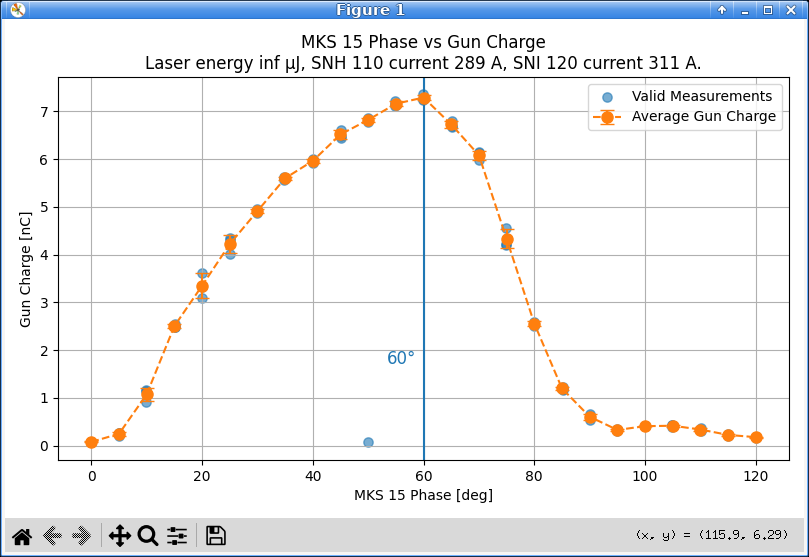 Figure 1
MKS 15 Phase vs Gun Charge
Laser energy inf μJ, SNH 110 current 289 A, SNI 120 current 311 A.
Valid Measurements
Average Gun Charge
7
6
5
4
3
2
1
0
Gun Charge [nC]
60°
0 20 40 60 80 100 120
MKS 15 Phase [deg]
(x, y) = (115.9, 6.29)